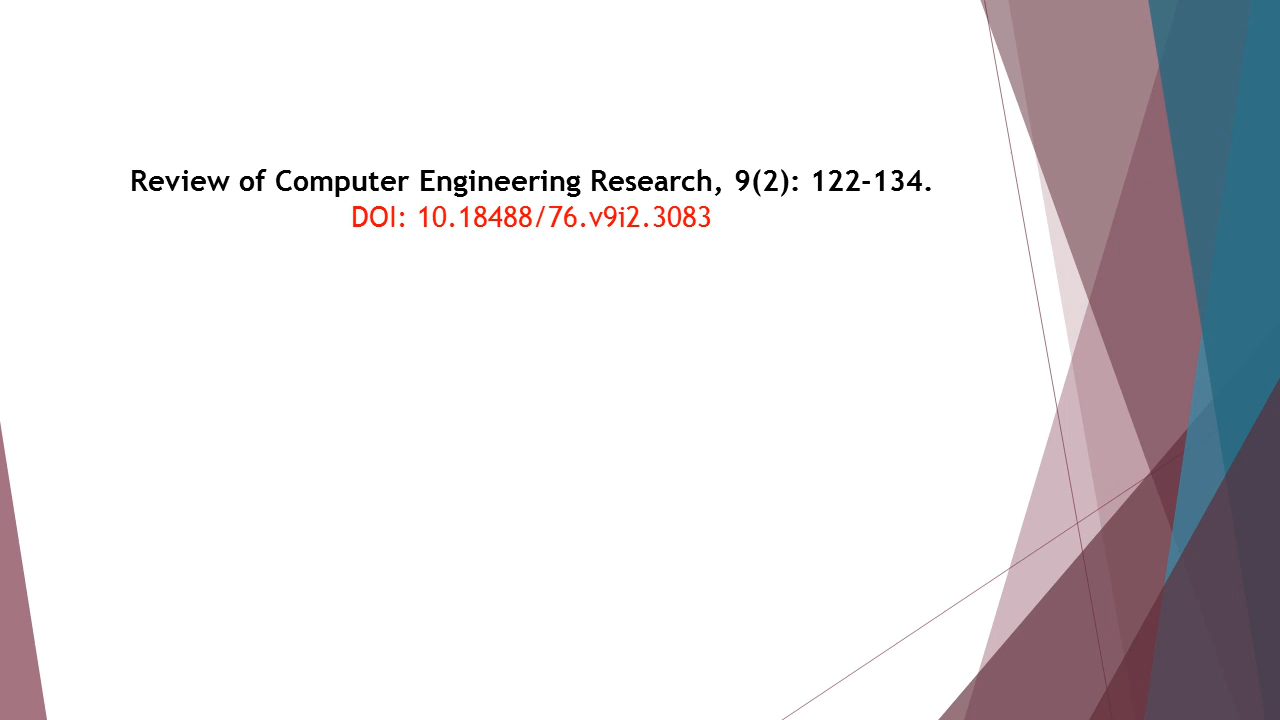 Review of Computer Engineering Research, 9(2): 122-134.
DOI: 10.18488/76.v9i2.3083